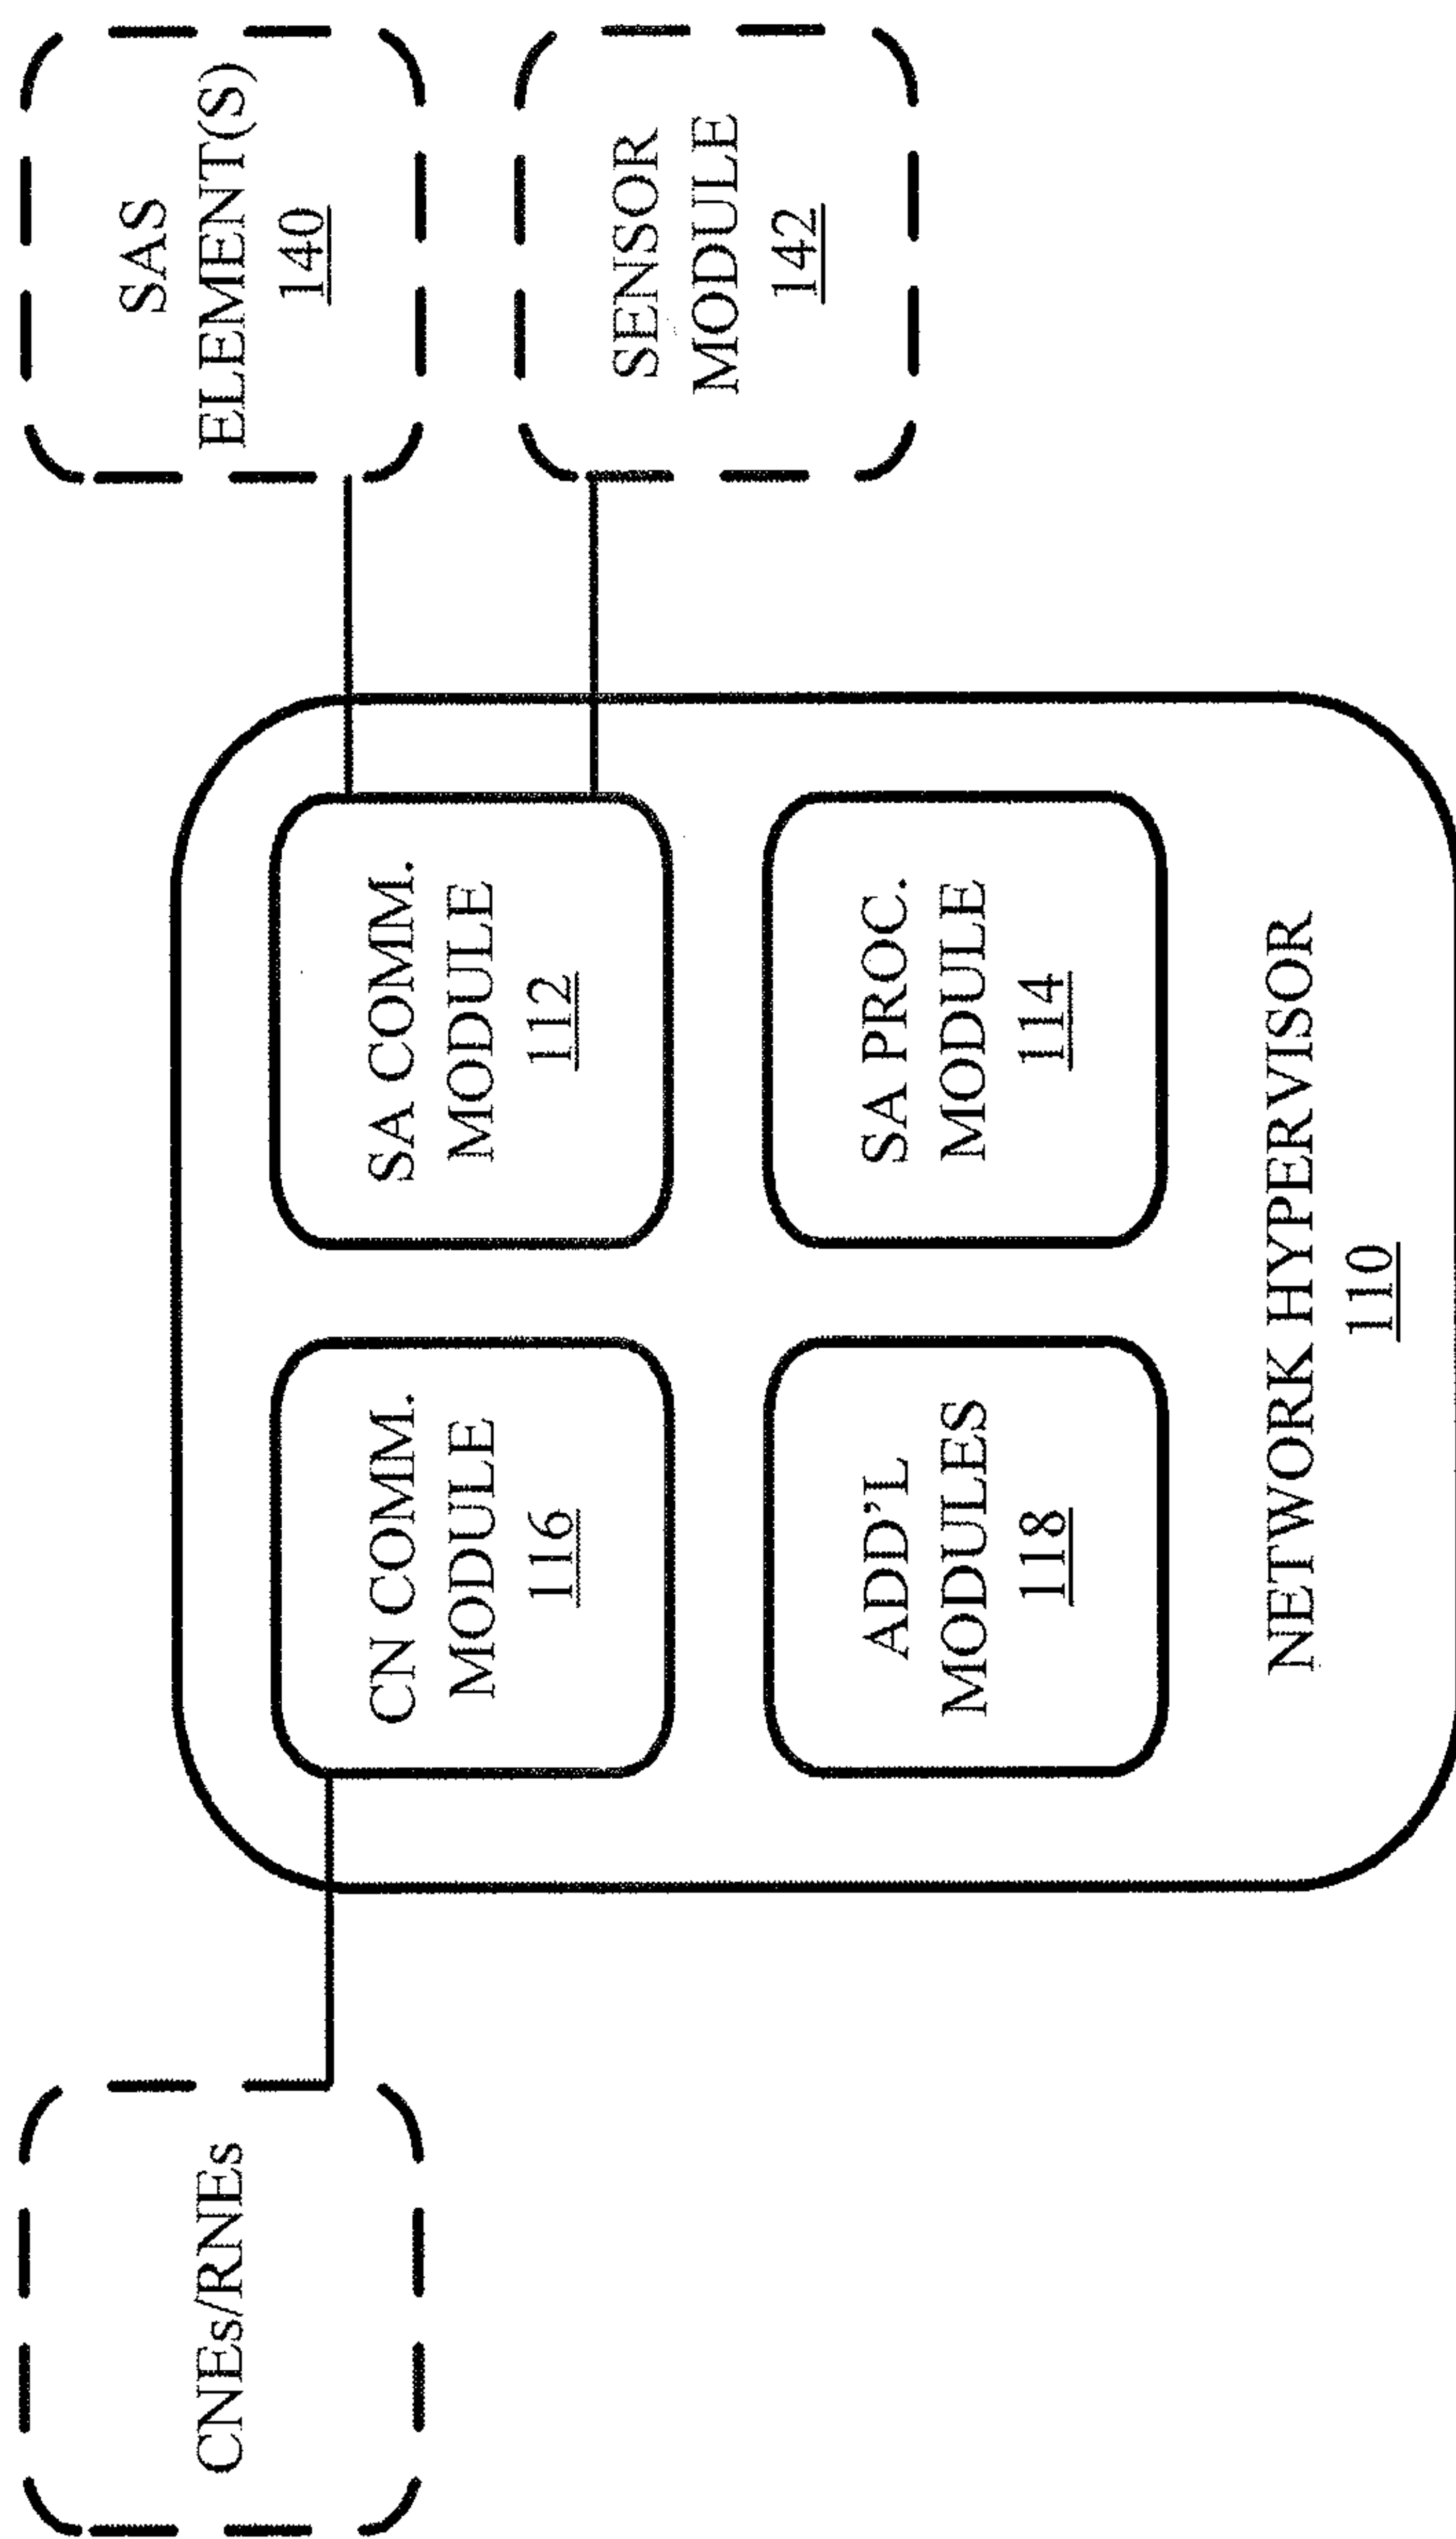 CNEs/RNEs
CN COMM.
MODULE
116
SA COMM.
MODULE
112
SAS
ELEMENT(S)
140
SENSOR
MODULE
142
ADD’L
MODULES
118
SA PROC.
MODULE
114
NETWORK HYPERVISOR
110